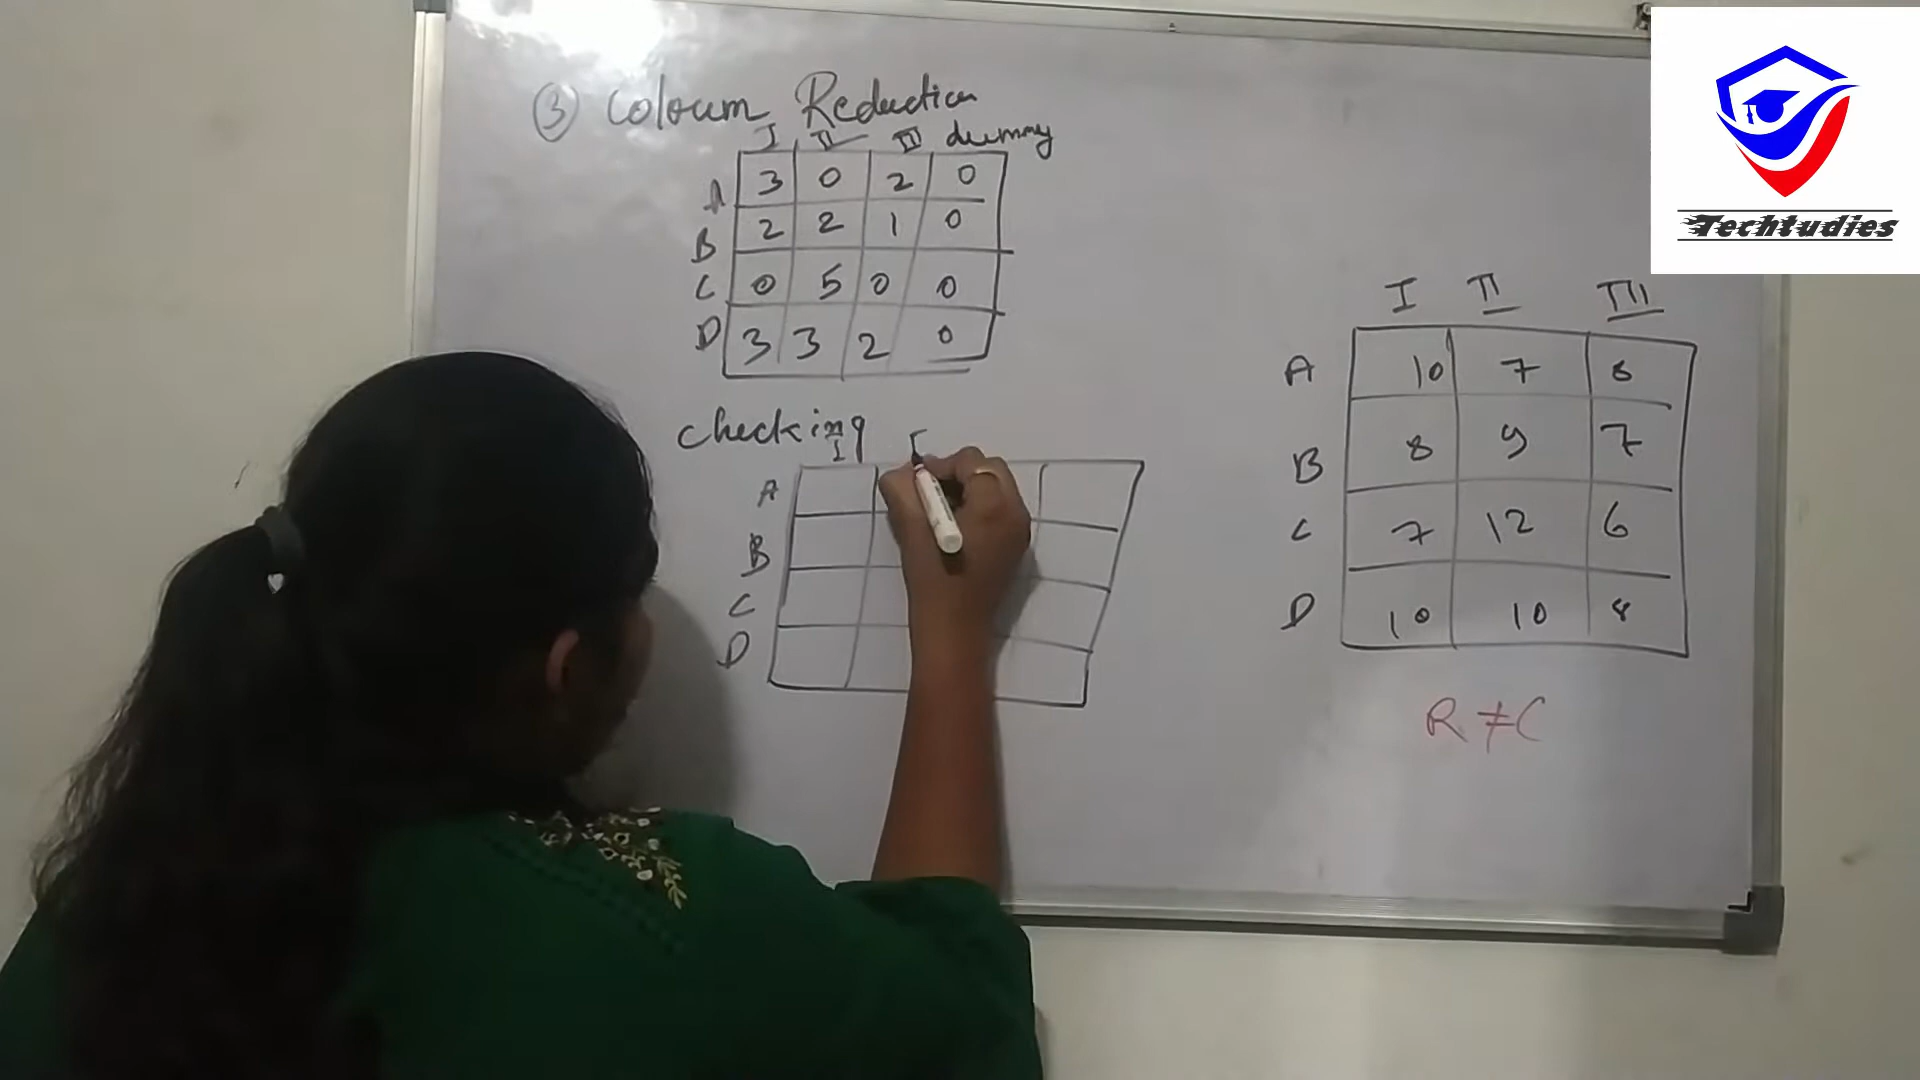 ③ Coloum Reduction
I II III dummy
A 3 0 2 0
B 2 2 1 0
C 0 5 0 0
D 3 3 2 0
Checking
I
A
B
C
D
I II III
A 10 7 8
B 8 9 7
C 7 12 6
D 10 10 8
R ≠ C
Techtudies